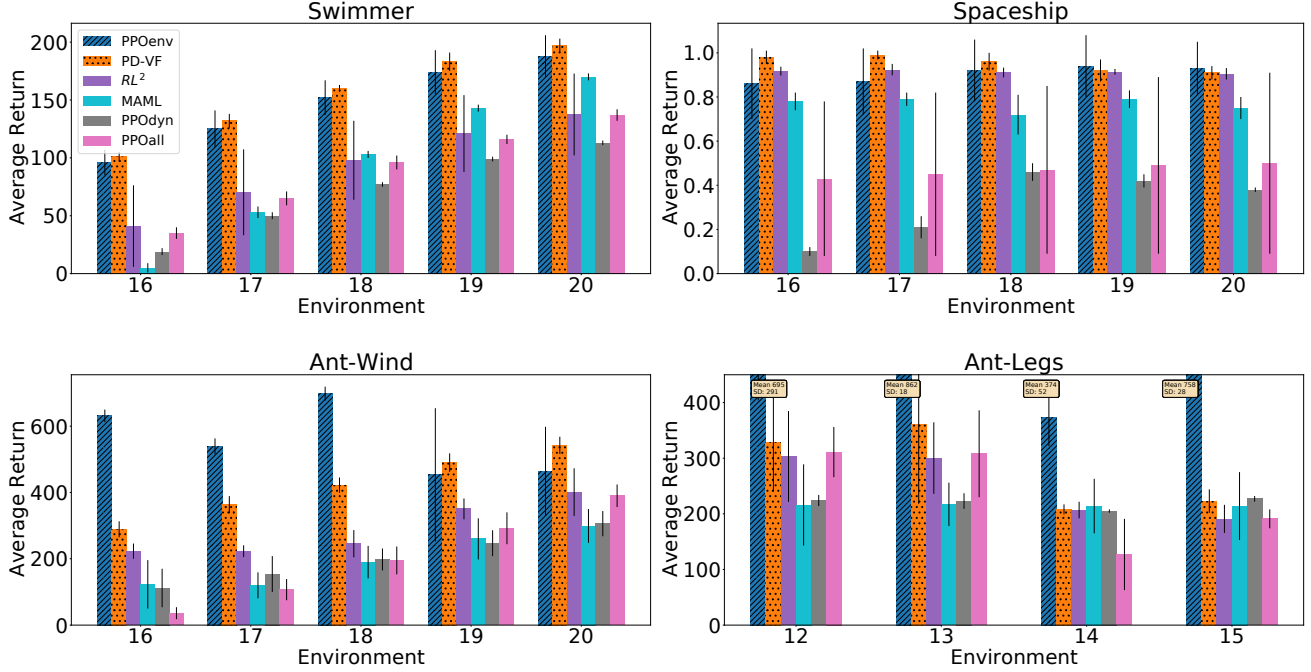 Swimmer
Average Return
200
150
100
50
0
PPOenv
PD-VF
RL²
MAML
PPOdyn
PPOall
16 17 18 19 20
Environment
Spaceship
Average Return
1.0
0.8
0.6
0.4
0.2
0.0
16 17 18 19 20
Environment
Ant-Wind
Average Return
600
400
200
0
16 17 18 19 20
Environment
Ant-Legs
Average Return
400
300
200
100
0
Mean 695
SD: 291
Mean 862
SD: 18
Mean 374
SD: 52
Mean 758
SD: 28
12 13 14 15
Environment